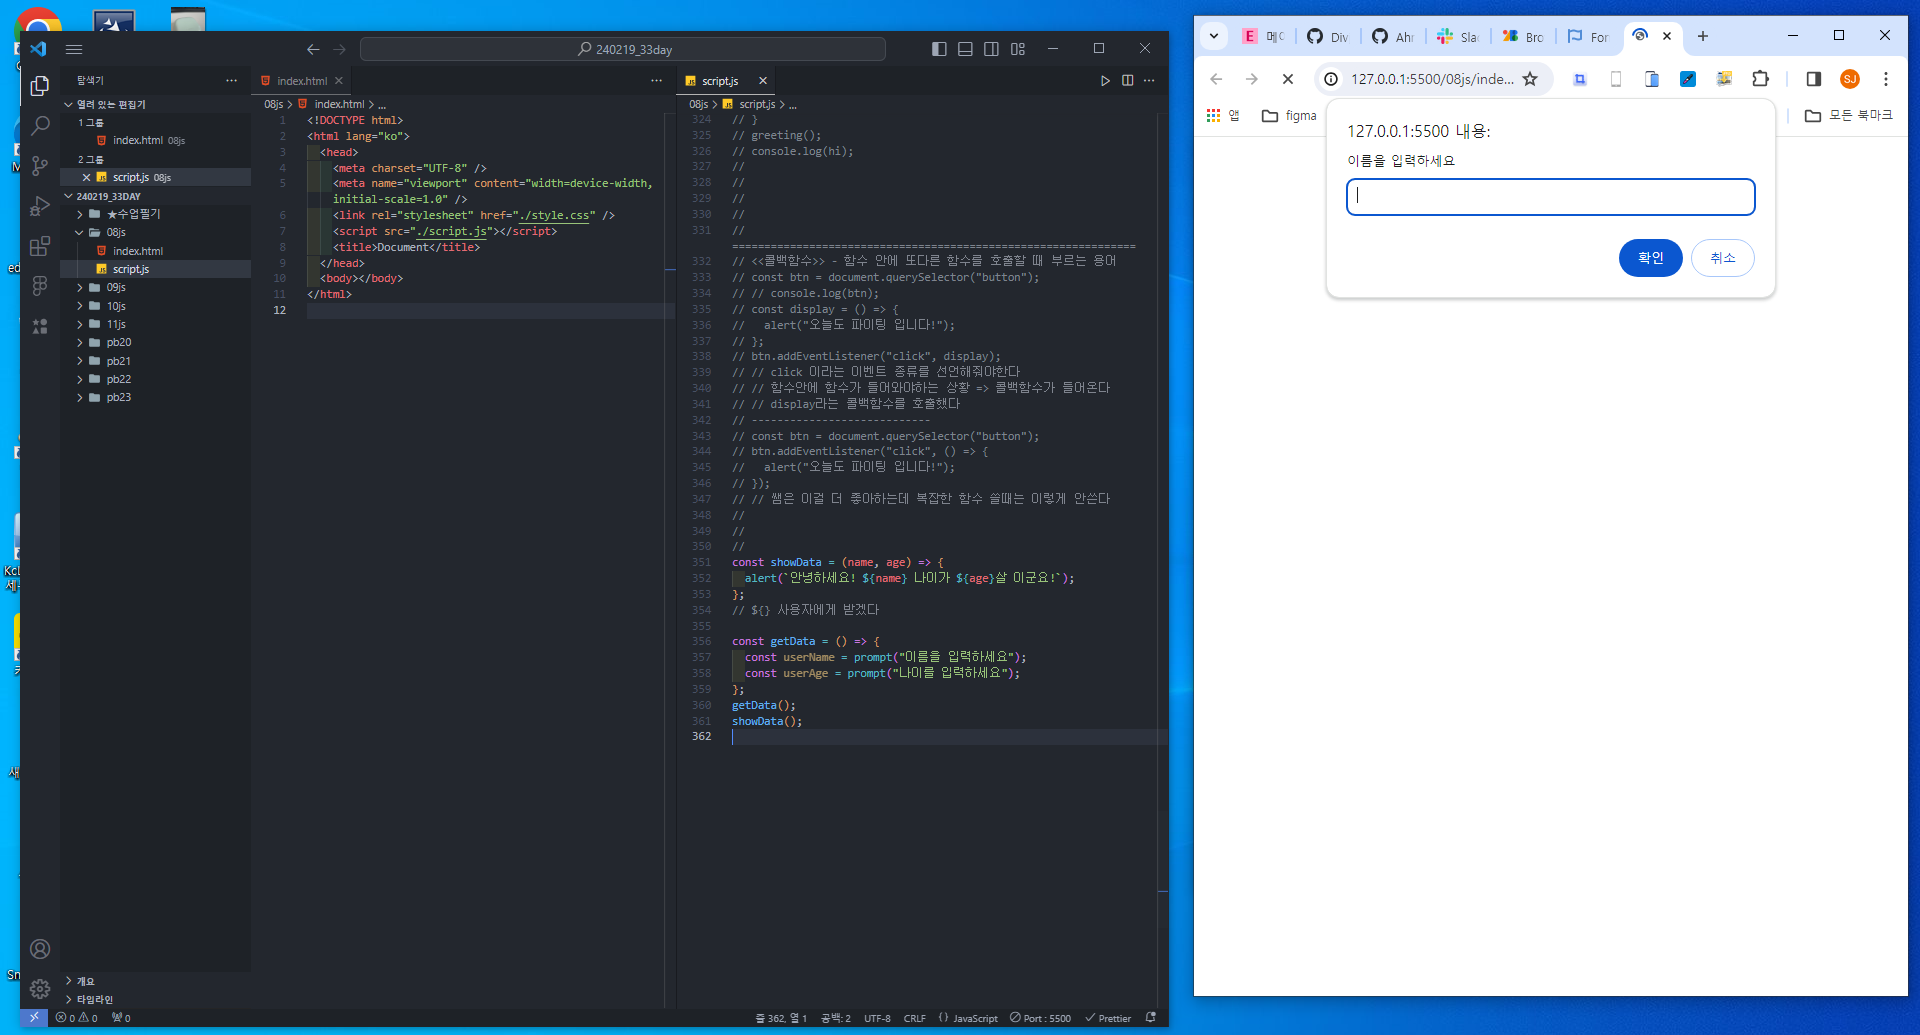 240219_33day
탐색기
열려 있는 편집기
1 그룹
index.html 08js
2 그룹
script.js 08js
240219_33DAY
★수업필기
08js
index.html
script.js
09js
10js
11js
pb20
pb21
pb22
pb23
개요
타임라인
index.html
08js > index.html > ...
1 <!DOCTYPE html>
2 <html lang="ko">
3 <head>
4 <meta charset="UTF-8" />
5 <meta name="viewport" content="width=device-width,
initial-scale=1.0" />
6 <link rel="stylesheet" href="./style.css" />
7 <script src="./script.js"></script>
8 <title>Document</title>
9 </head>
10 <body></body>
11 </html>
12
script.js
08js > script.js > ...
324 // }
325 // greeting();
326 // console.log(hi);
327 //
328 //
329 //
330 //
331 //
===============================================================
332 // <<콜백함수>> - 함수 안에 또다른 함수를 호출할 때 부르는 용어
333 // const btn = document.querySelector("button");
334 // // console.log(btn);
335 // const display = () => {
336 //   alert("오늘도 파이팅 입니다!");
337 // };
338 // btn.addEventListener("click", display);
339 // // click 이라는 이벤트 종류를 선언해줘야한다
340 // // 함수안에 함수가 들어와야하는 상황 => 콜백함수가 들어온다
341 // // display라는 콜백함수를 호출했다
342 // ----------------------------
343 // const btn = document.querySelector("button");
344 // btn.addEventListener("click", () => {
345 //   alert("오늘도 파이팅 입니다!");
346 // });
347 // // 쌤은 이걸 더 좋아하는데 복잡한 함수 쓸때는 이렇게 안쓴다
348 //
349 //
350 //
351 const showData = (name, age) => {
352   alert(`안녕하세요! ${name} 나이가 ${age}살 이군요!`);
353 };
354 // ${} 사용자에게 받겠다
355
356 const getData = () => {
357   const userName = prompt("이름을 입력하세요");
358   const userAge = prompt("나이를 입력하세요");
359 };
360 getData();
361 showData();
362
0 0 0
줄 362, 열 1 공백: 2 UTF-8 CRLF {} JavaScript Port : 5500 Prettier
Div
Sla
Bro
For
127.0.0.1:5500/08js/inde...
SJ
앱
figma
모든 북마크
127.0.0.1:5500 내용:
이름을 입력하세요
확인
취소